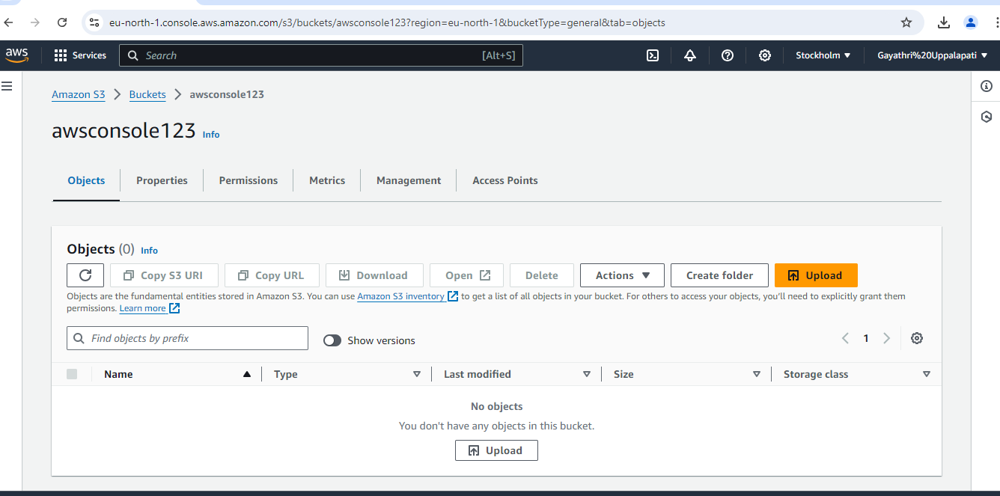 eu-north-1.console.aws.amazon.com/s3/buckets/awsconsole123?region=eu-north-1&bucketType=general&tab=objects
aws Services Search [Alt+S] Stockholm ▼ Gayathri%20Uppalapati ▼
Amazon S3 > Buckets > awsconsole123
awsconsole123 Info
Objects Properties Permissions Metrics Management Access Points
Objects (0) Info
Copy S3 URI Copy URL Download Open Delete Actions ▼ Create folder Upload
Objects are the fundamental entities stored in Amazon S3. You can use Amazon S3 inventory to get a list of all objects in your bucket. For others to access your objects, you'll need to explicitly grant them
permissions. Learn more
Find objects by prefix Show versions < 1 >
Name ▲ Type ▽ Last modified ▽ Size ▽ Storage class ▽
No objects
You don't have any objects in this bucket.
Upload